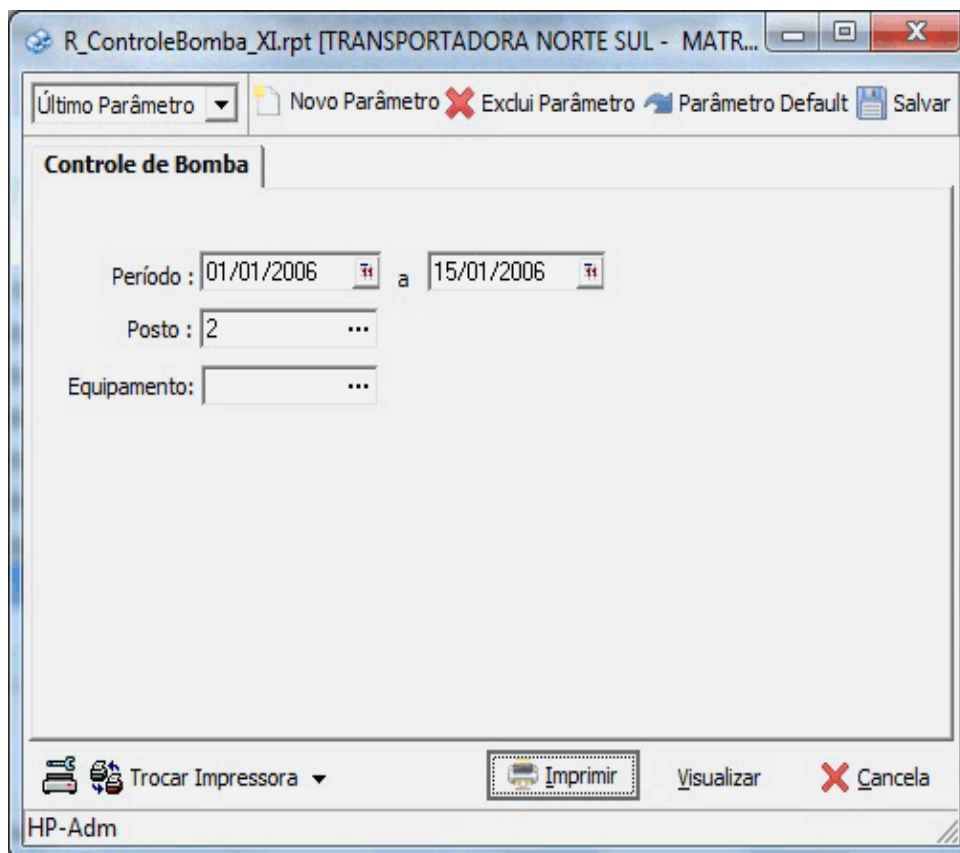 R_ControleBomba_XI.rpt [TRANSPORTADORA NORTE SUL - MATR...
Último Parâmetro Novo Parâmetro Exclui Parâmetro Parâmetro Default Salvar
Controle de Bomba
Período : 01/01/2006 a 15/01/2006
Posto : 2 ...
Equipamento: ...
Trocar Impressora Imprimir Visualizar Cancela
HP-Adm